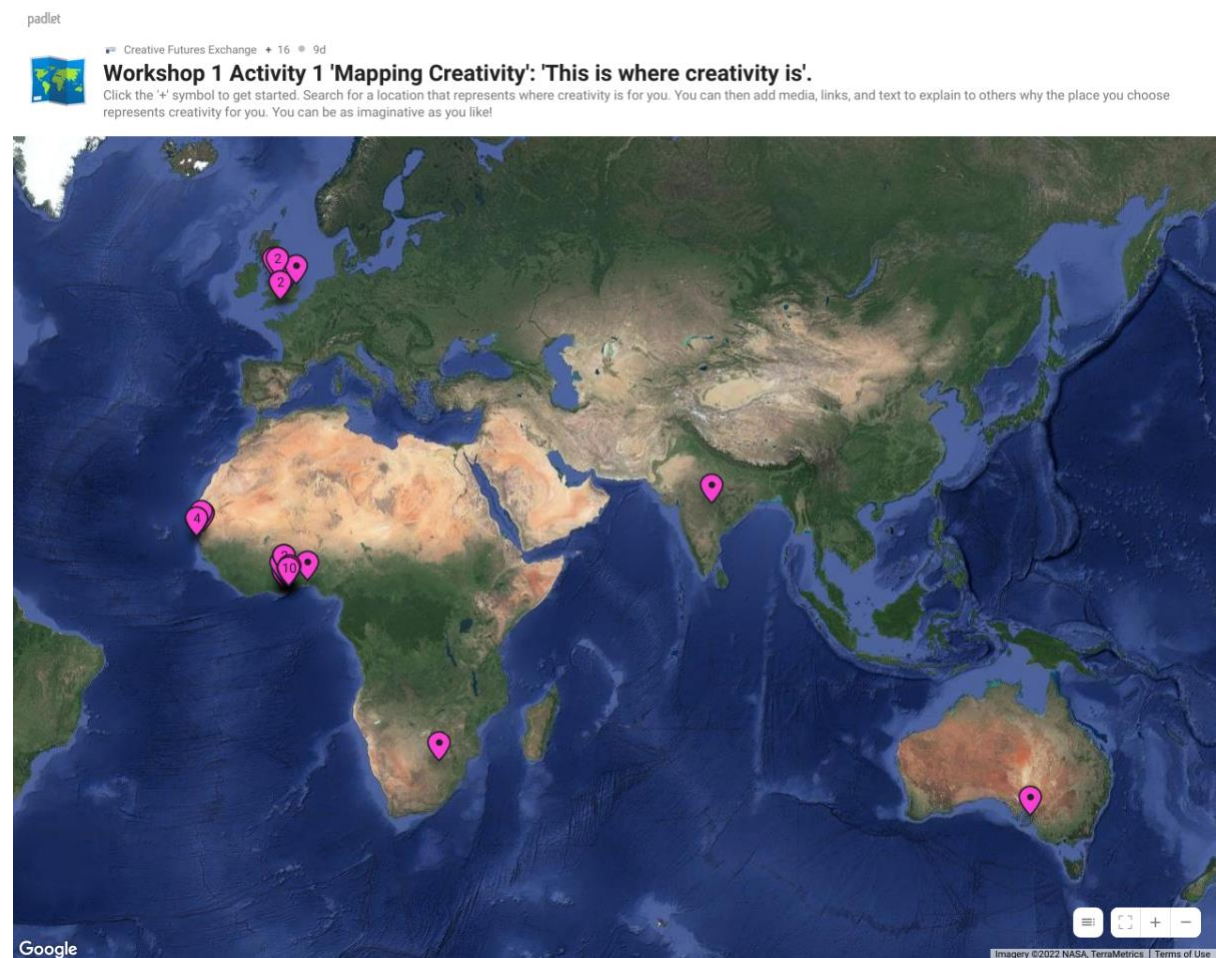 padlet
Creative Futures Exchange + 16 9d
Workshop 1 Activity 1 'Mapping Creativity': 'This is where creativity is'.
Click the '+' symbol to get started. Search for a location that represents where creativity is for you. You can then add media, links, and text to explain to others why the place you choose
represents creativity for you. You can be as imaginative as you like!
2
2
4
10
Google
Imagery ©2022 NASA, TerraMetrics | Terms of Use